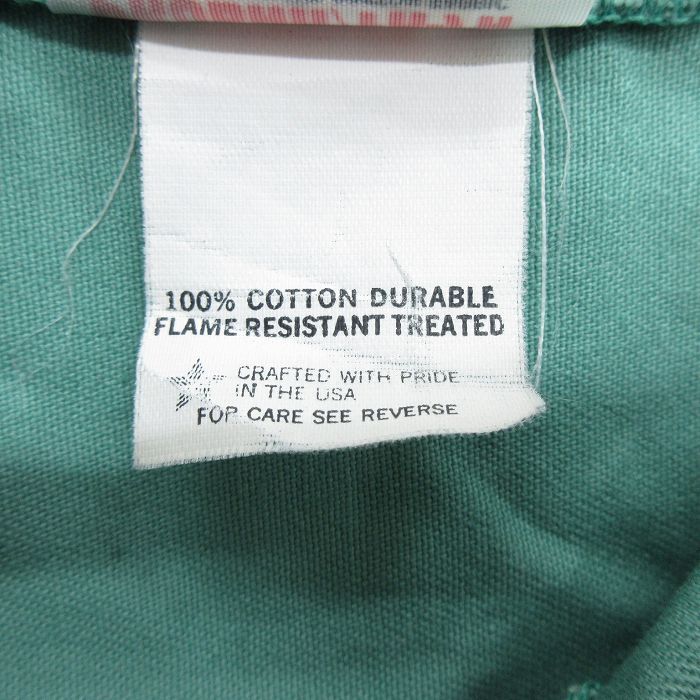 100% COTTON DURABLE
FLAME RESISTANT TREATED
CRAFTED WITH PRIDE
IN THE USA
FOR CARE SEE REVERSE